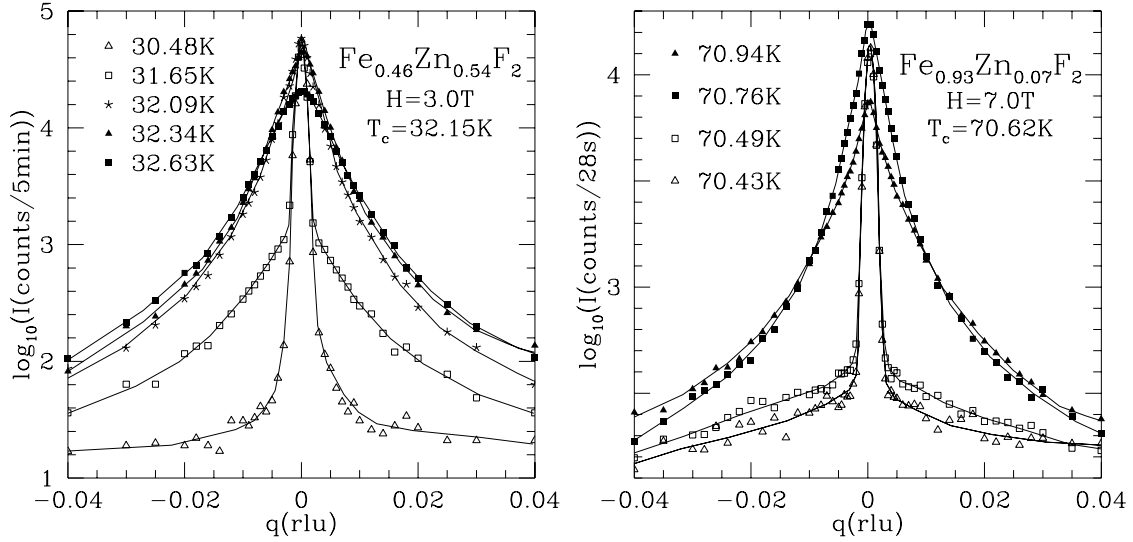 5
4
3
2
1
log₁₀(I(counts/5min))
30.48K
31.65K
32.09K
32.34K
32.63K
Fe₀.₄₆Zn₀.₅₄F₂
H=3.0T
T_c=32.15K
−0.04
−0.02
0
0.02
0.04
q(rlu)
4
3
log₁₀(I(counts/28s))
70.94K
70.76K
70.49K
70.43K
Fe₀.₉₃Zn₀.₀₇F₂
H=7.0T
T_c=70.62K
−0.04
−0.02
0
0.02
0.04
q(rlu)